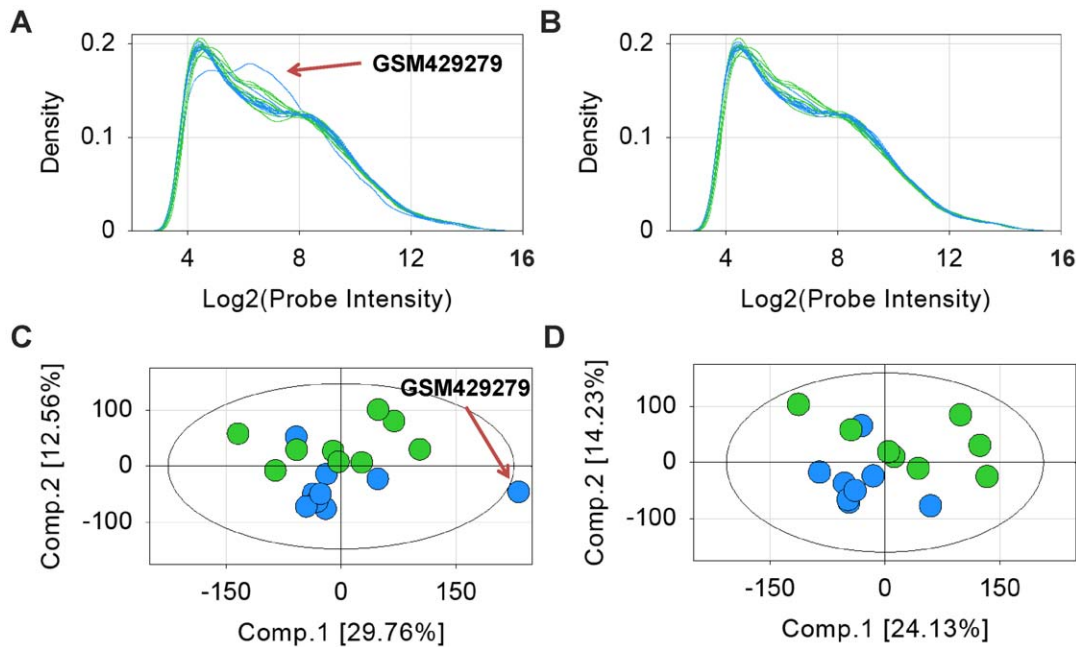 A
0.2
0.1
0
Density
GSM429279
4
8
12
16
Log2(Probe Intensity)
B
0.2
0.1
0
Density
4
8
12
16
Log2(Probe Intensity)
C
Comp.2 [12.56%]
100
0
-100
GSM429279
-150
0
150
Comp.1 [29.76%]
D
Comp.2 [14.23%]
100
0
-100
-150
0
150
Comp.1 [24.13%]